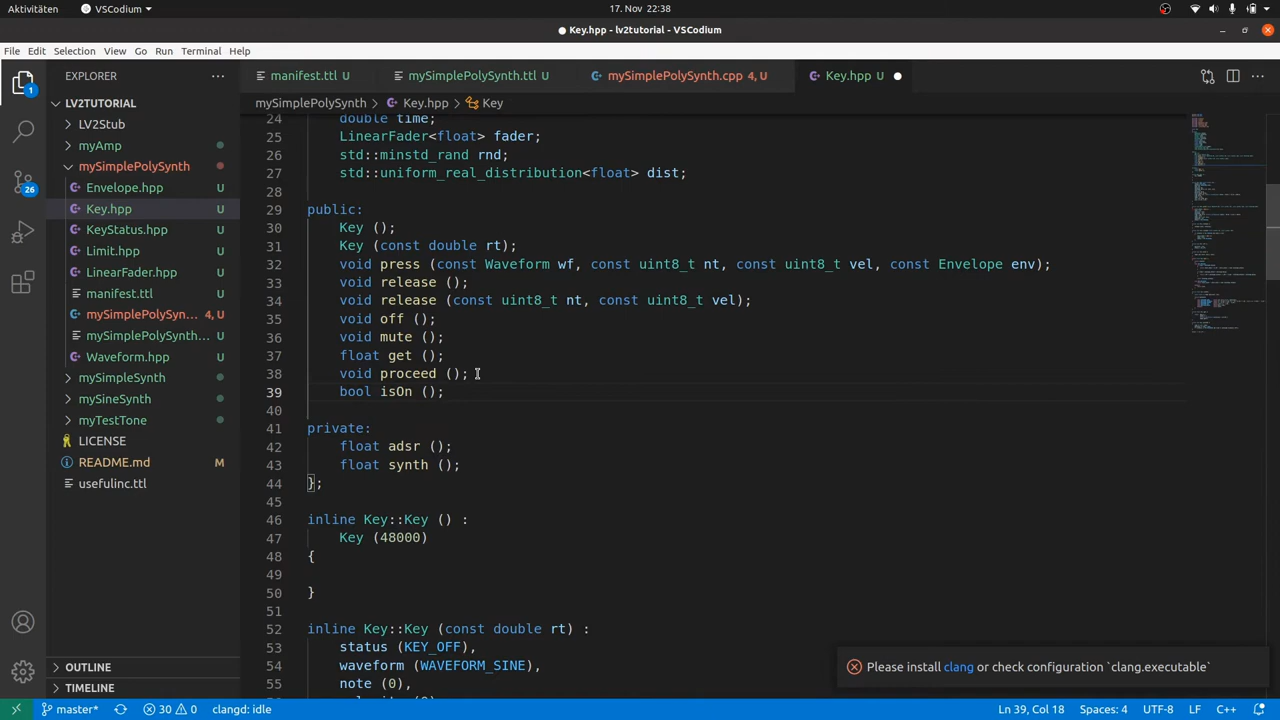 Aktivitäten VSCodium 17. Nov 22:38
Key.hpp - lv2tutorial - VSCodium
File Edit Selection View Go Run Terminal Help
EXPLORER
manifest.ttl U mySimplePolySynth.ttl U mySimplePolySynth.cpp 4, U Key.hpp U
mySimplePolySynth > Key.hpp > Key
LV2TUTORIAL
LV2Stub
myAmp
mySimplePolySynth
Envelope.hpp U
Key.hpp U
KeyStatus.hpp U
Limit.hpp U
LinearFader.hpp U
manifest.ttl U
mySimplePolySyn... 4, U
mySimplePolySynth... U
Waveform.hpp U
mySimpleSynth
mySineSynth
myTestTone
LICENSE
README.md M
usefulinc.ttl
OUTLINE
TIMELINE
1
26
24 double time;
25 LinearFader<float> fader;
26 std::minstd_rand rnd;
27 std::uniform_real_distribution<float> dist;
28
29 public:
30 Key ();
31 Key (const double rt);
32 void press (const Waveform wf, const uint8_t nt, const uint8_t vel, const Envelope env);
33 void release ();
34 void release (const uint8_t nt, const uint8_t vel);
35 void off ();
36 void mute ();
37 float get ();
38 void proceed ();
39 bool isOn ();
40
41 private:
42 float adsr ();
43 float synth ();
44 };
45
46 inline Key::Key () :
47 Key (48000)
48 {
49
50 }
51
52 inline Key::Key (const double rt) :
53 status (KEY_OFF),
54 waveform (WAVEFORM_SINE),
55 note (0),
Please install clang or check configuration `clang.executable`
master* 30 0 clangd: idle Ln 39, Col 18 Spaces: 4 UTF-8 LF C++